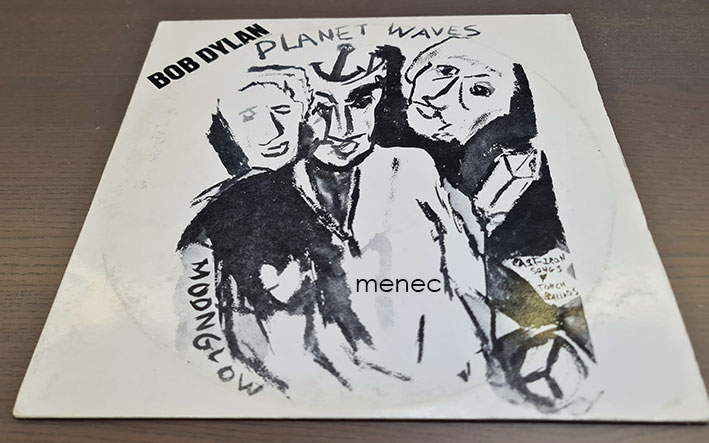 BOB DYLAN
PLANET WAVES
MOONGLOW
CAST-IRON
SONGS
&
TORCH
BALLADS
menec